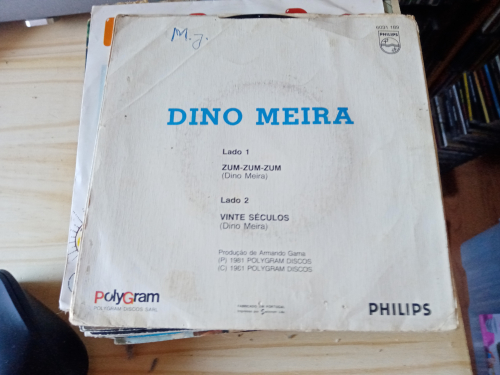 M.J.
PHILIPS
DINO MEIRA
Lado 1
ZUM-ZUM-ZUM
(Dino Meira)
Lado 2
VINTE SÉCULOS
(Dino Meira)
Produção de Armando Gama
(P) 1981 POLYGRAM DISCOS
(C) 1981 POLYGRAM DISCOS
PolyGram
POLYGRAM DISCOS SARL
PHILIPS